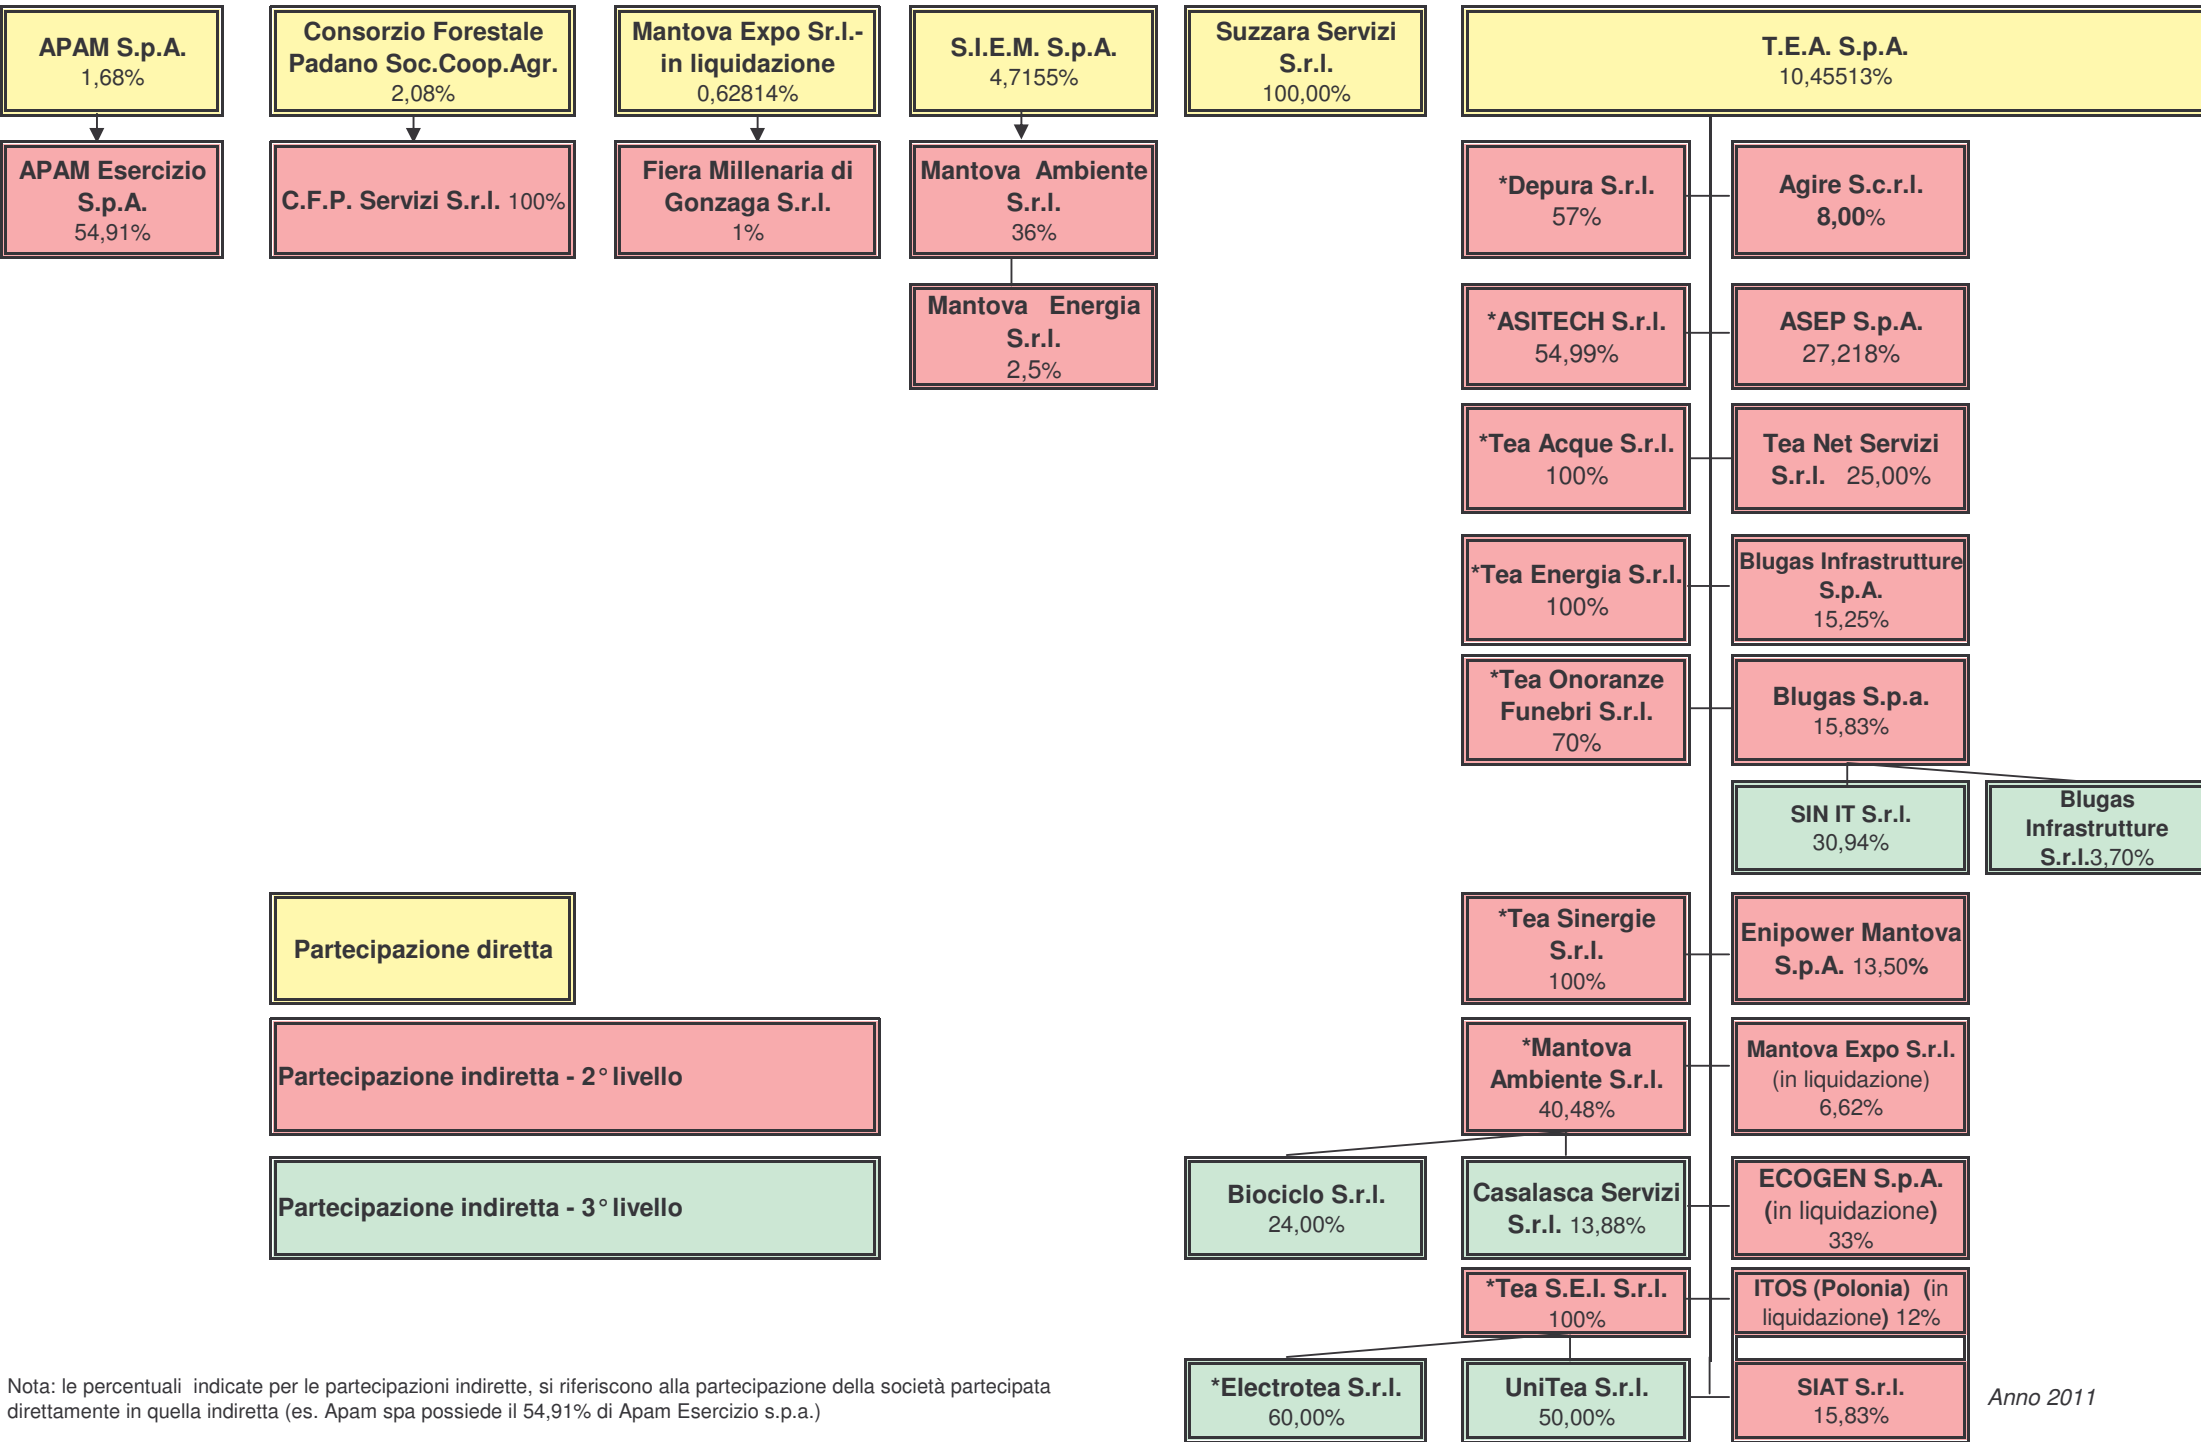 APAM S.p.A.
1,68%
Consorzio Forestale
Padano Soc.Coop.Agr.
2,08%
Mantova Expo Sr.l.-
in liquidazione
0,62814%
S.I.E.M. S.p.A.
4,7155%
Suzzara Servizi
S.r.l.
100,00%
T.E.A. S.p.A.
10,45513%
APAM Esercizio
S.p.A.
54,91%
C.F.P. Servizi S.r.l. 100%
Fiera Millenaria di
Gonzaga S.r.l.
1%
Mantova Ambiente
S.r.l.
36%
*Depura S.r.l.
57%
Agire S.c.r.l.
8,00%
Mantova Energia
S.r.l.
2,5%
*ASITECH S.r.l.
54,99%
ASEP S.p.A.
27,218%
*Tea Acque S.r.l.
100%
Tea Net Servizi
S.r.l. 25,00%
*Tea Energia S.r.l.
100%
Blugas Infrastrutture
S.p.A.
15,25%
*Tea Onoranze
Funebri S.r.l.
70%
Blugas S.p.a.
15,83%
SIN IT S.r.l.
30,94%
Blugas
Infrastrutture
S.r.l.3,70%
Partecipazione diretta
*Tea Sinergie
S.r.l.
100%
Enipower Mantova
S.p.A. 13,50%
Partecipazione indiretta - 2° livello
*Mantova
Ambiente S.r.l.
40,48%
Mantova Expo S.r.l.
(in liquidazione)
6,62%
Partecipazione indiretta - 3° livello
Biociclo S.r.l.
24,00%
Casalasca Servizi
S.r.l. 13,88%
ECOGEN S.p.A.
(in liquidazione)
33%
*Tea S.E.I. S.r.l.
100%
ITOS (Polonia) (in
liquidazione) 12%
*Electrotea S.r.l.
60,00%
UniTea S.r.l.
50,00%
SIAT S.r.l.
15,83%
Nota: le percentuali indicate per le partecipazioni indirette, si riferiscono alla partecipazione della società partecipata
direttamente in quella indiretta (es. Apam spa possiede il 54,91% di Apam Esercizio s.p.a.)
Anno 2011